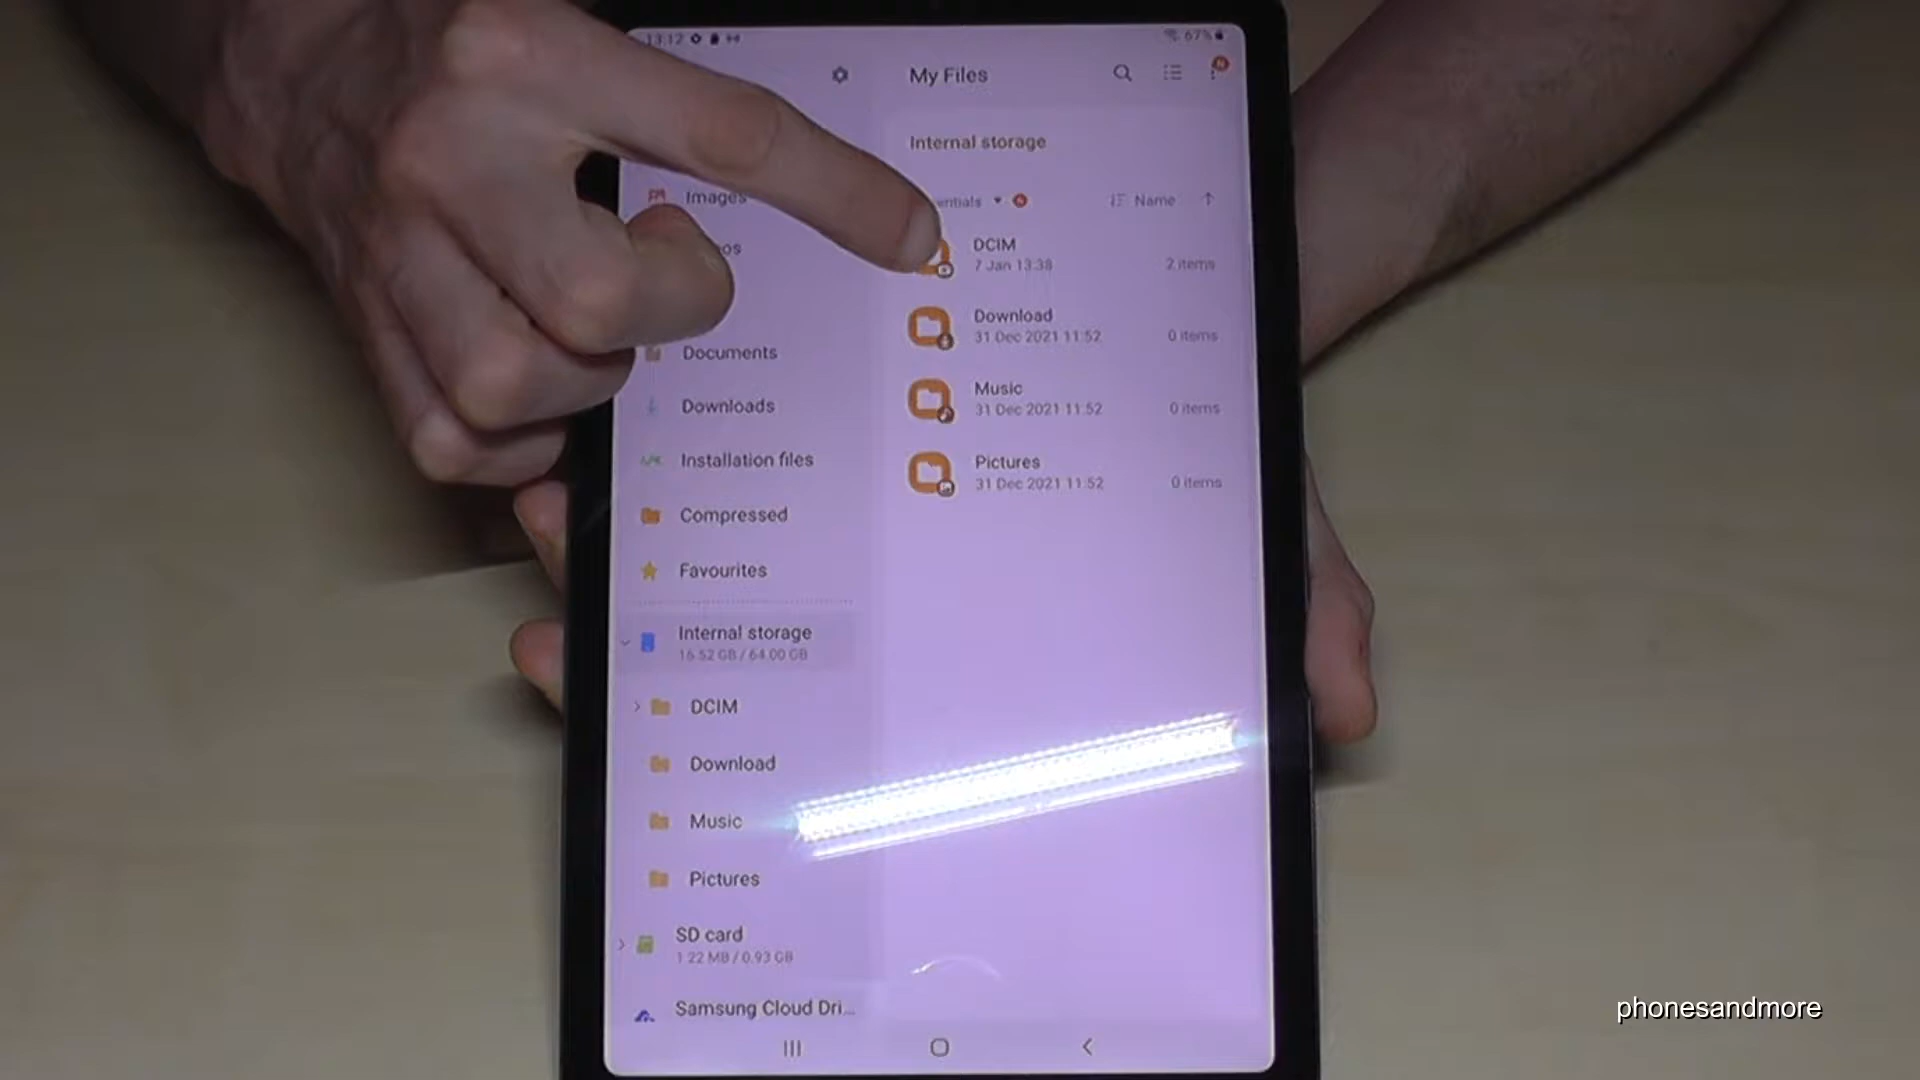 13:12
67%
My Files
Internal storage
Images
Name
DCIM
7 Jan 13:38
2 items
Download
31 Dec 2021 11:52
0 items
Documents
Music
31 Dec 2021 11:52
0 items
Downloads
Installation files
Pictures
31 Dec 2021 11:52
0 items
Compressed
Favourites
Internal storage
16.52 GB / 64.00 GB
DCIM
Download
Music
Pictures
SD card
1.22 MB / 0.93 GB
Samsung Cloud Dri...
phonesandmore